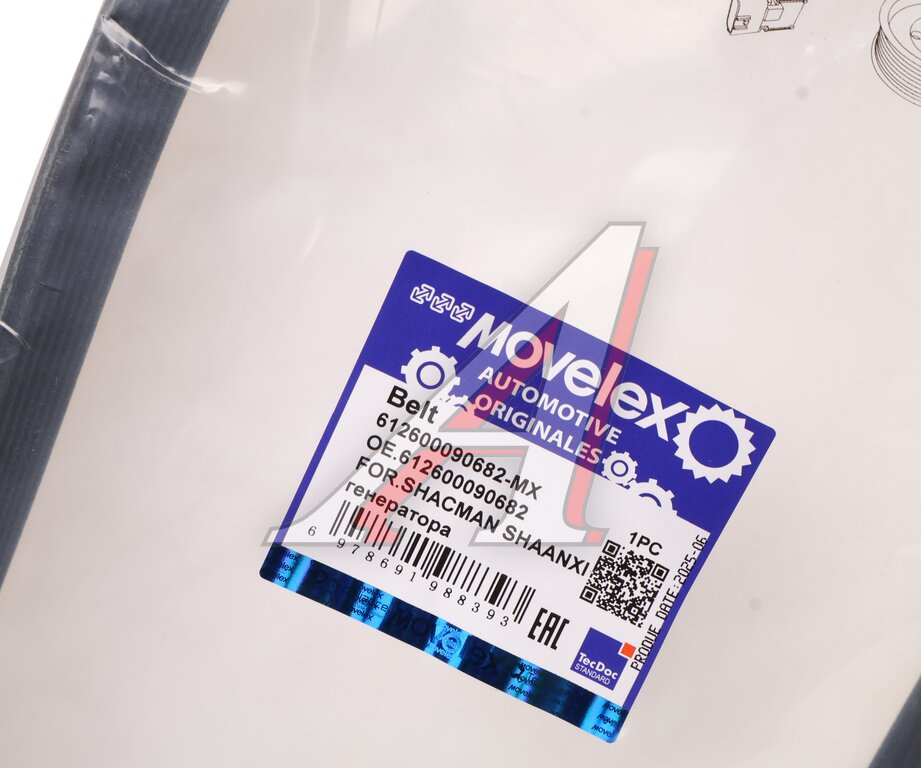 MOVELEX
AUTOMOTIVE
ORIGINALES
Belt
612600090682-MX
OE.612600090682
FOR.SHACMAN SHAANXI
генератора
1PC
6 978691 988393
EAC
PRODUE DATE:2025-06
TecDoc
STANDARD